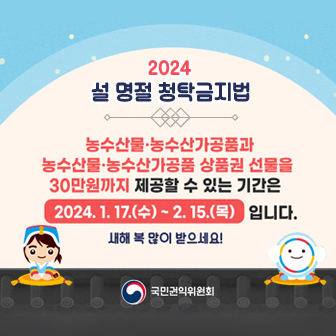 2024
설 명절 청탁금지법
농수산물·농수산가공품과
농수산물·농수산가공품 상품권 선물을
30만원까지 제공할 수 있는 기간은
2024. 1. 17.(수) ~ 2. 15.(목) 입니다.
새해 복 많이 받으세요!
국민권익위원회